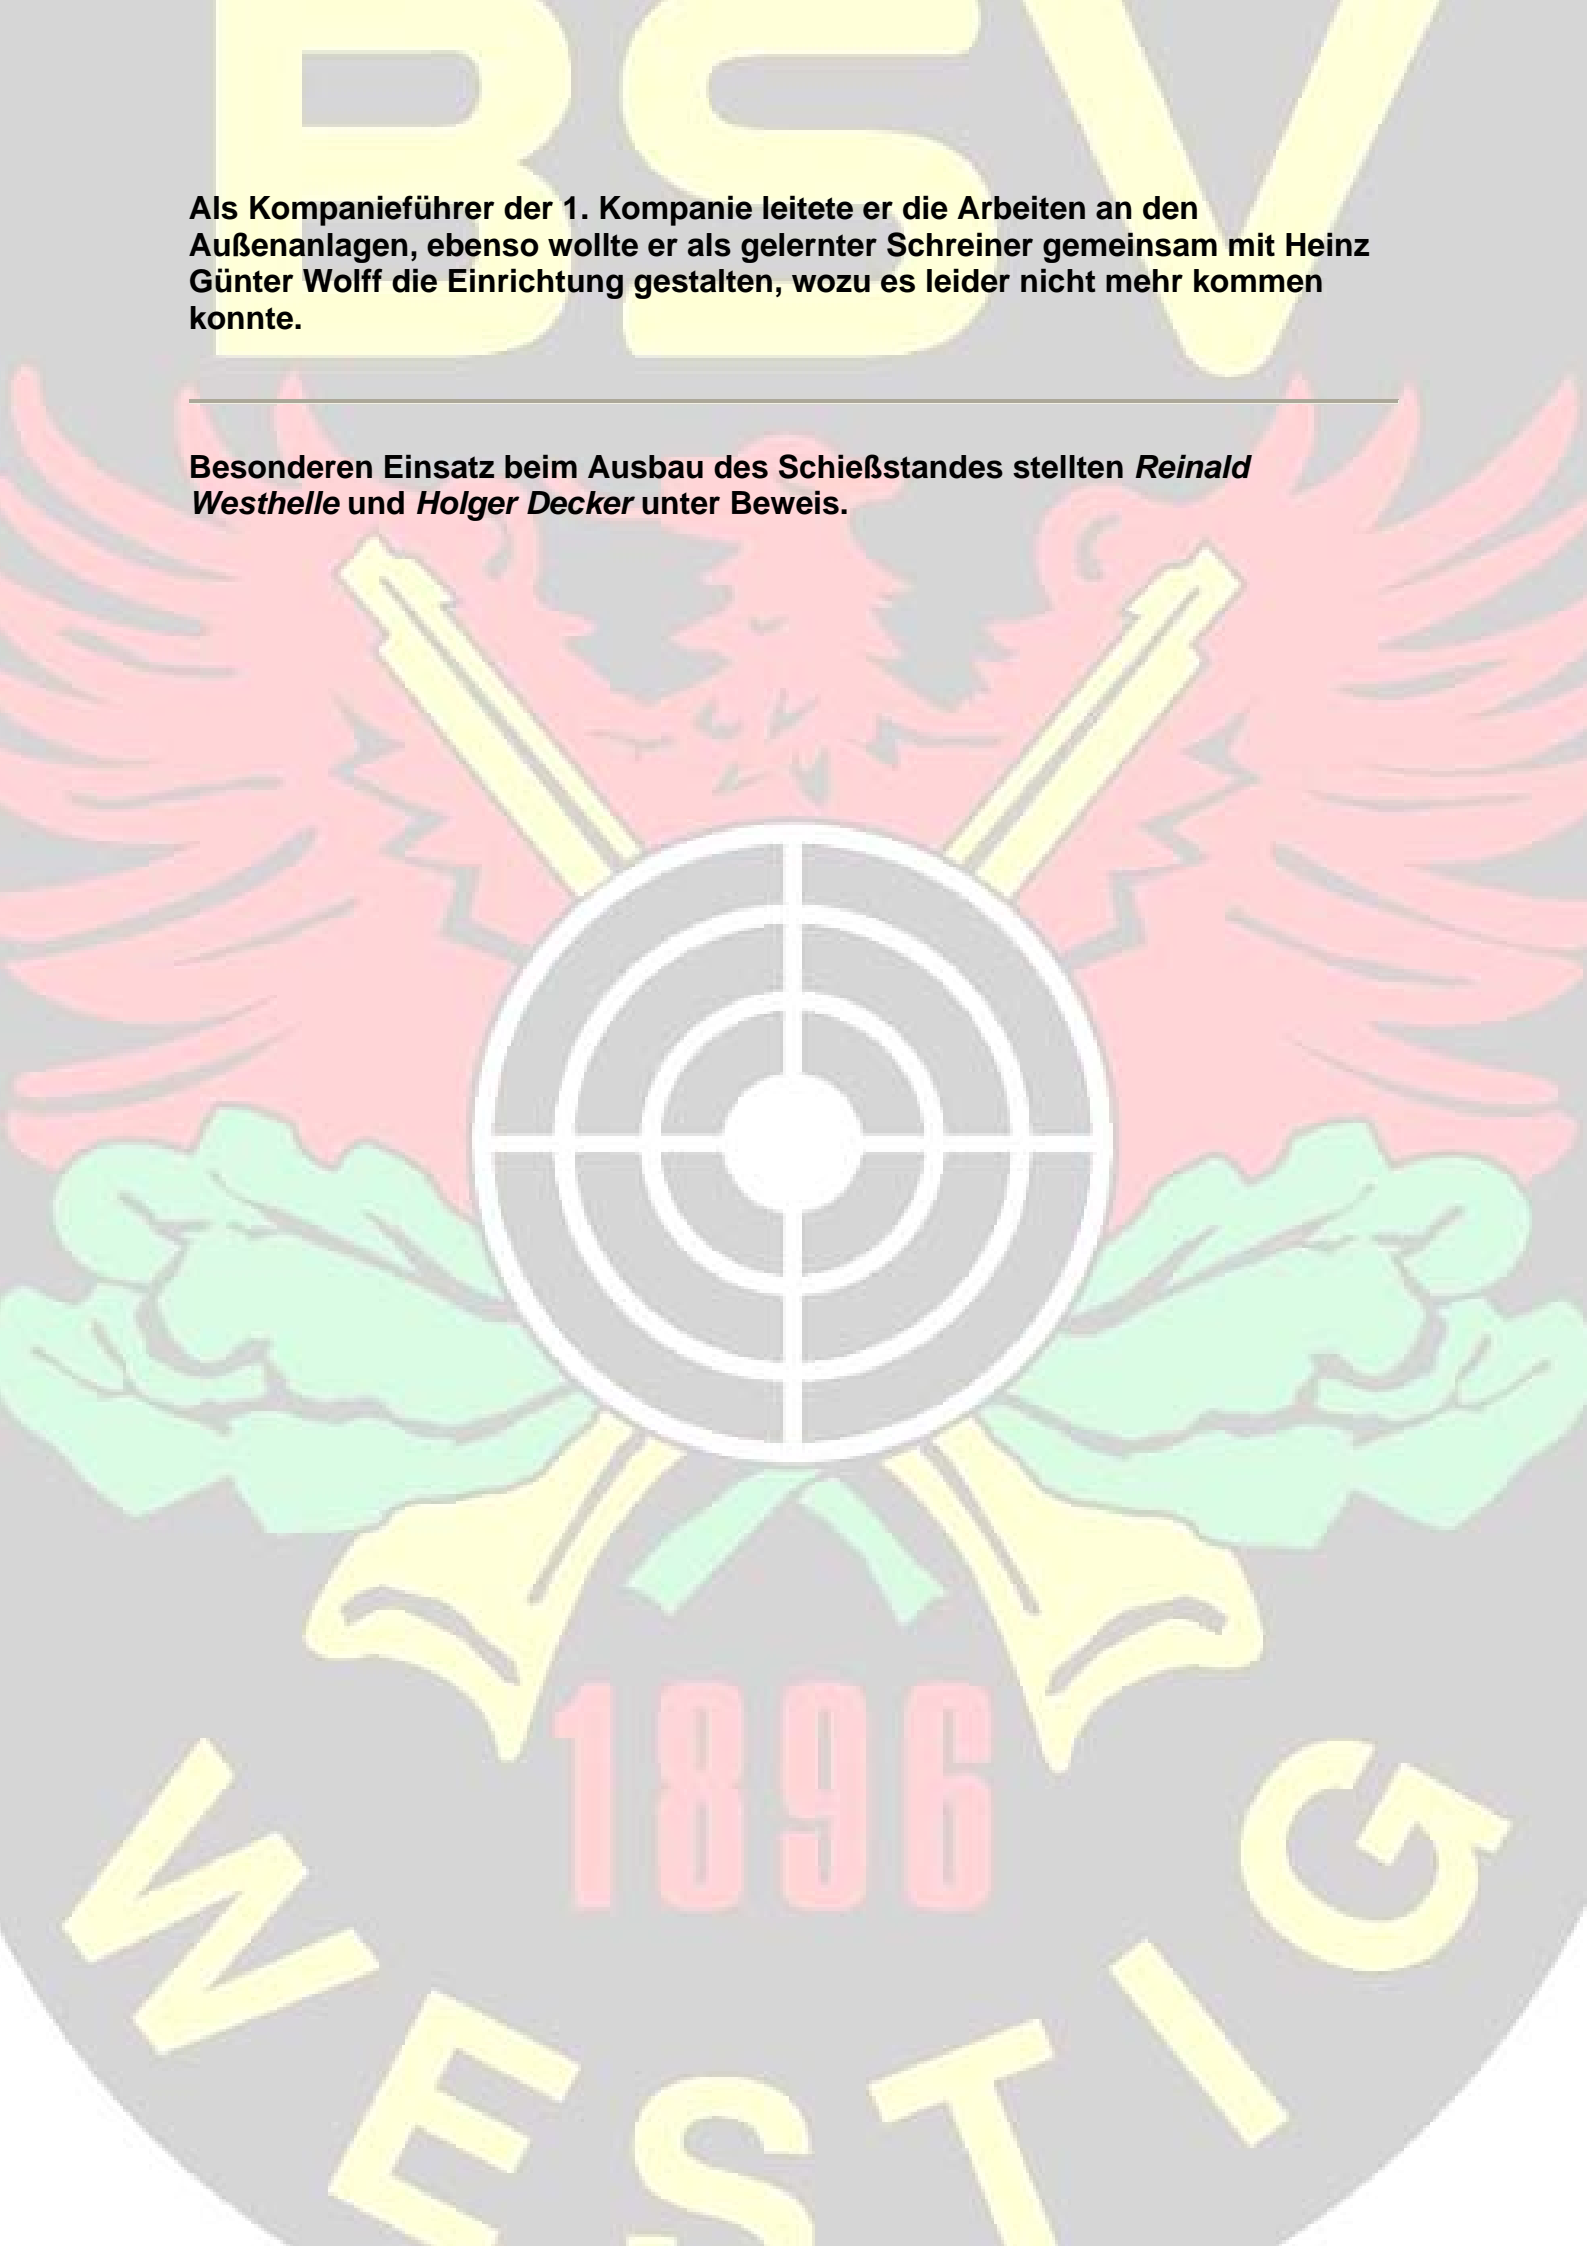 BSV
Als Kompanieführer der 1. Kompanie leitete er die Arbeiten an den
Außenanlagen, ebenso wollte er als gelernter Schreiner gemeinsam mit Heinz
Günter Wolff die Einrichtung gestalten, wozu es leider nicht mehr kommen
konnte.
Besonderen Einsatz beim Ausbau des Schießstandes stellten Reinald
Westhelle und Holger Decker unter Beweis.
1896
WESTIG